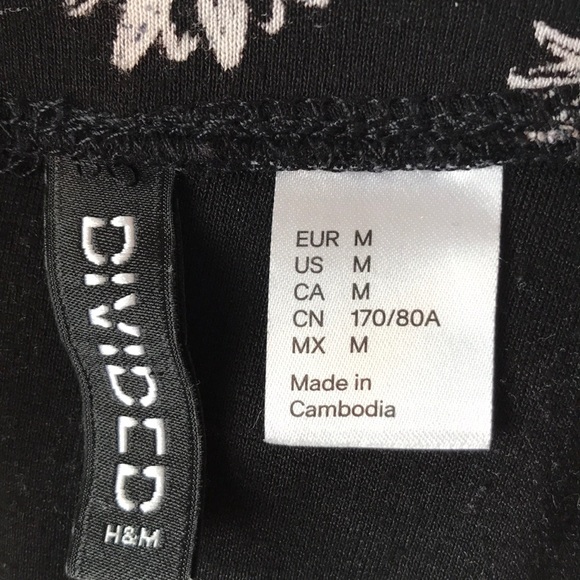 DIVIDED
H&M
EUR M
US M
CA M
CN 170/80A
MX M
Made in
Cambodia